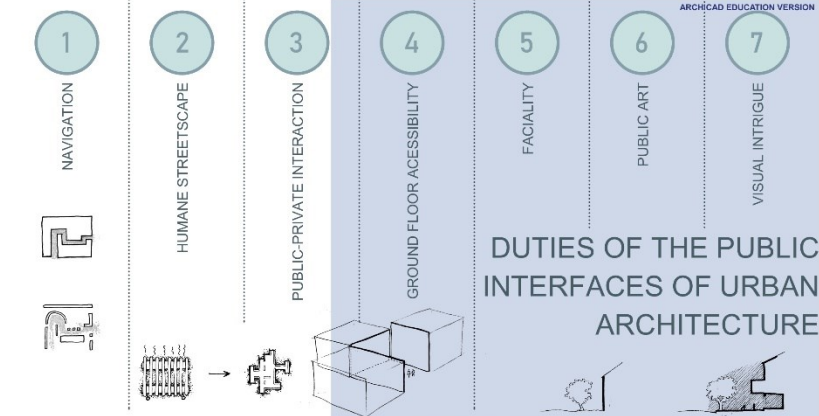 ARCHICAD EDUCATION VERSION
1
NAVIGATION
2
HUMANE STREETSCAPE
3
PUBLIC-PRIVATE INTERACTION
4
GROUND FLOOR ACESSIBILITY
5
FACIALITY
6
PUBLIC ART
7
VISUAL INTRIGUE
DUTIES OF THE PUBLIC
INTERFACES OF URBAN
ARCHITECTURE